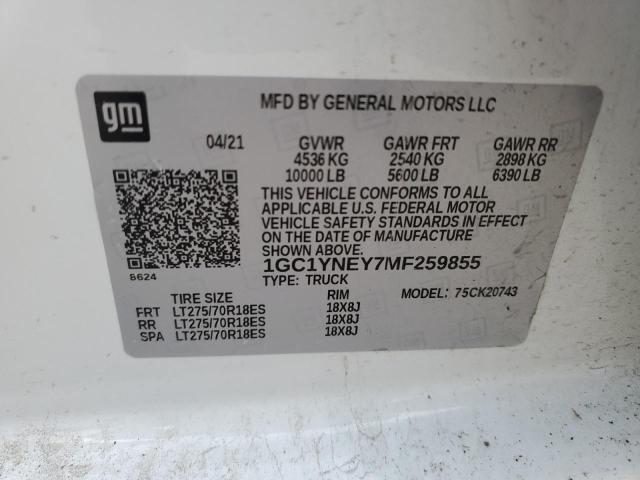 gm
MFD BY GENERAL MOTORS LLC
04/21 GVWR GAWR FRT GAWR RR
4536 KG 2540 KG 2898 KG
10000 LB 5600 LB 6390 LB
THIS VEHICLE CONFORMS TO ALL
APPLICABLE U.S. FEDERAL MOTOR
VEHICLE SAFETY STANDARDS IN EFFECT
ON THE DATE OF MANUFACTURE
SHOWN ABOVE.
8624
1GC1YNEY7MF259855
TYPE: TRUCK
TIRE SIZE RIM MODEL: 75CK20743
FRT LT275/70R18ES 18X8J
RR LT275/70R18ES 18X8J
SPA LT275/70R18ES 18X8J